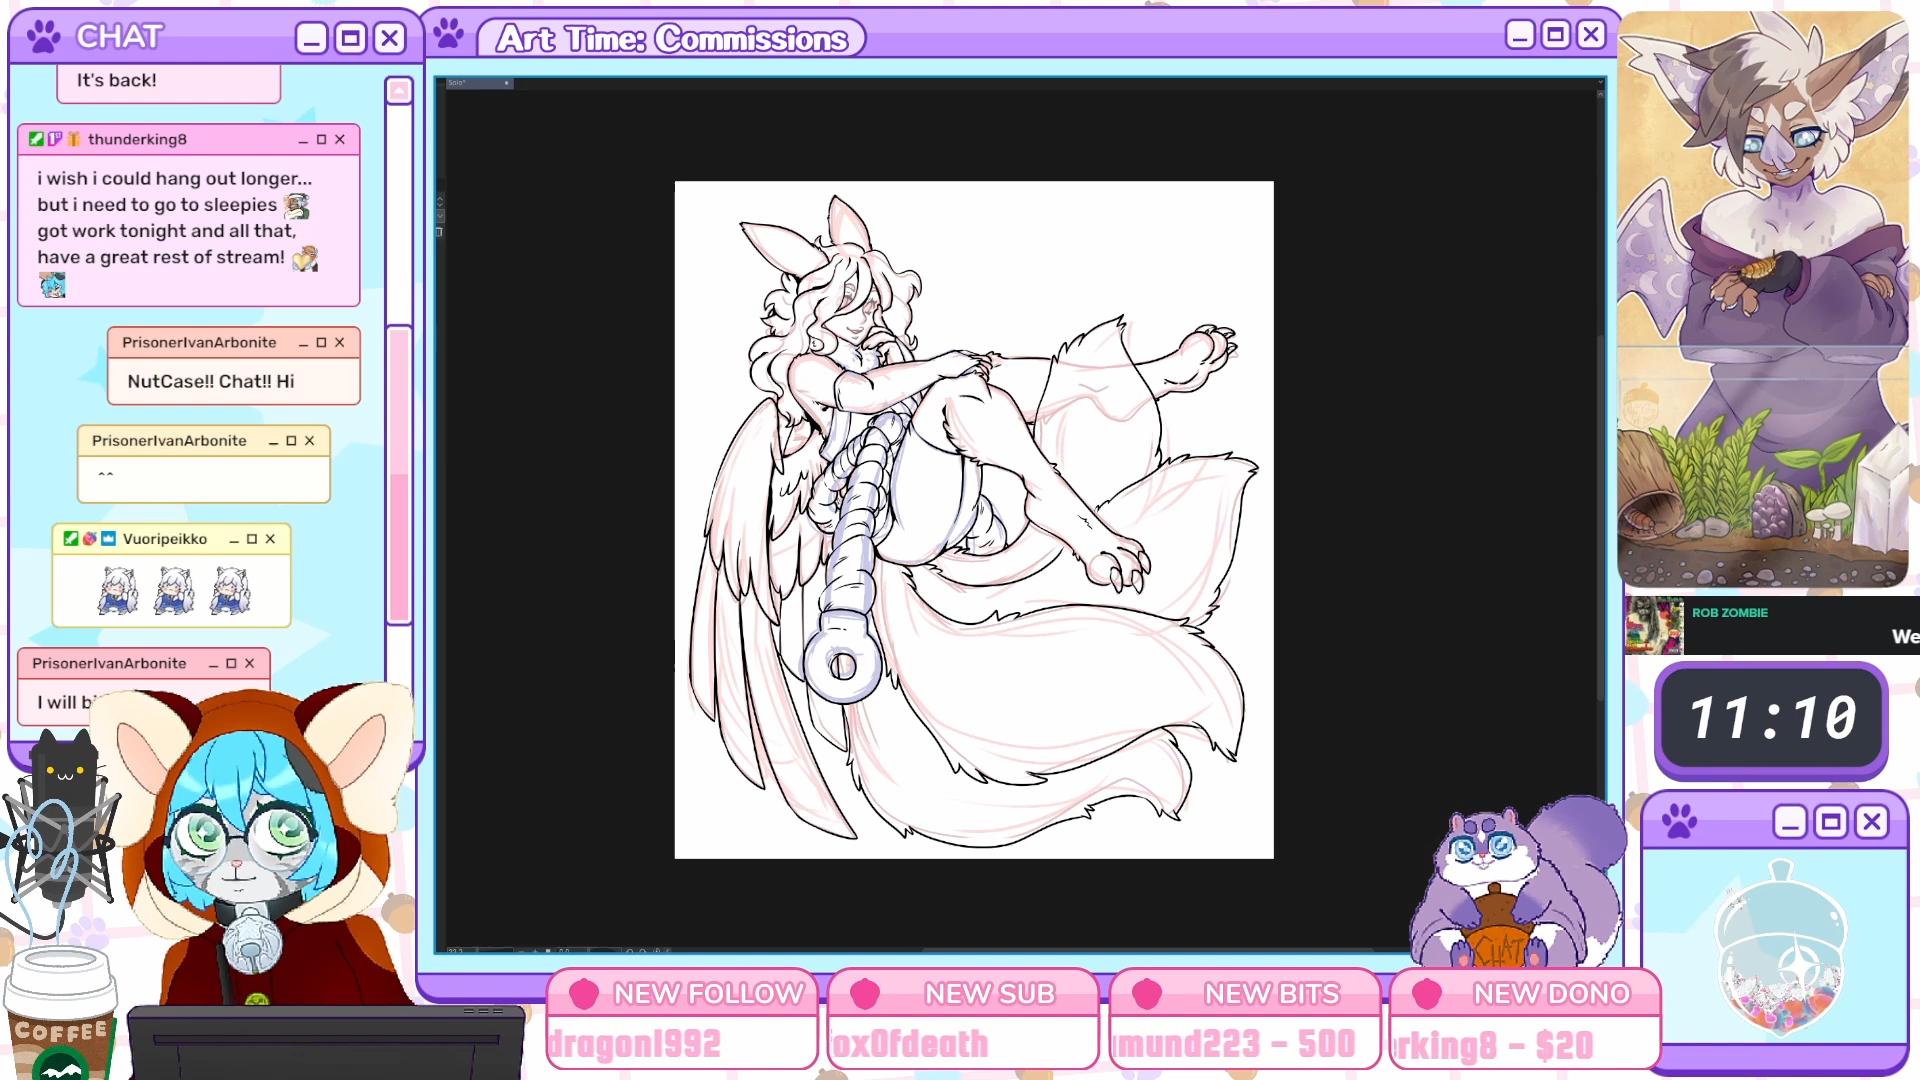 CHAT
Art Time: Commissions
It's back!
thunderking8
i wish i could hang out longer...
but i need to go to sleepies
got work tonight and all that,
have a great rest of stream!
PrisonerIvanArbonite
NutCase!! Chat!! Hi
PrisonerIvanArbonite
^^
Vuoripeikko
PrisonerIvanArbonite
I will bi
Solo*
ROB ZOMBIE
We
11:10
CHAT
COFFEE
NEW FOLLOW
dragon1992
NEW SUB
ox0fdeath
NEW BITS
mund223 - 500
NEW DONO
rking8 - $20